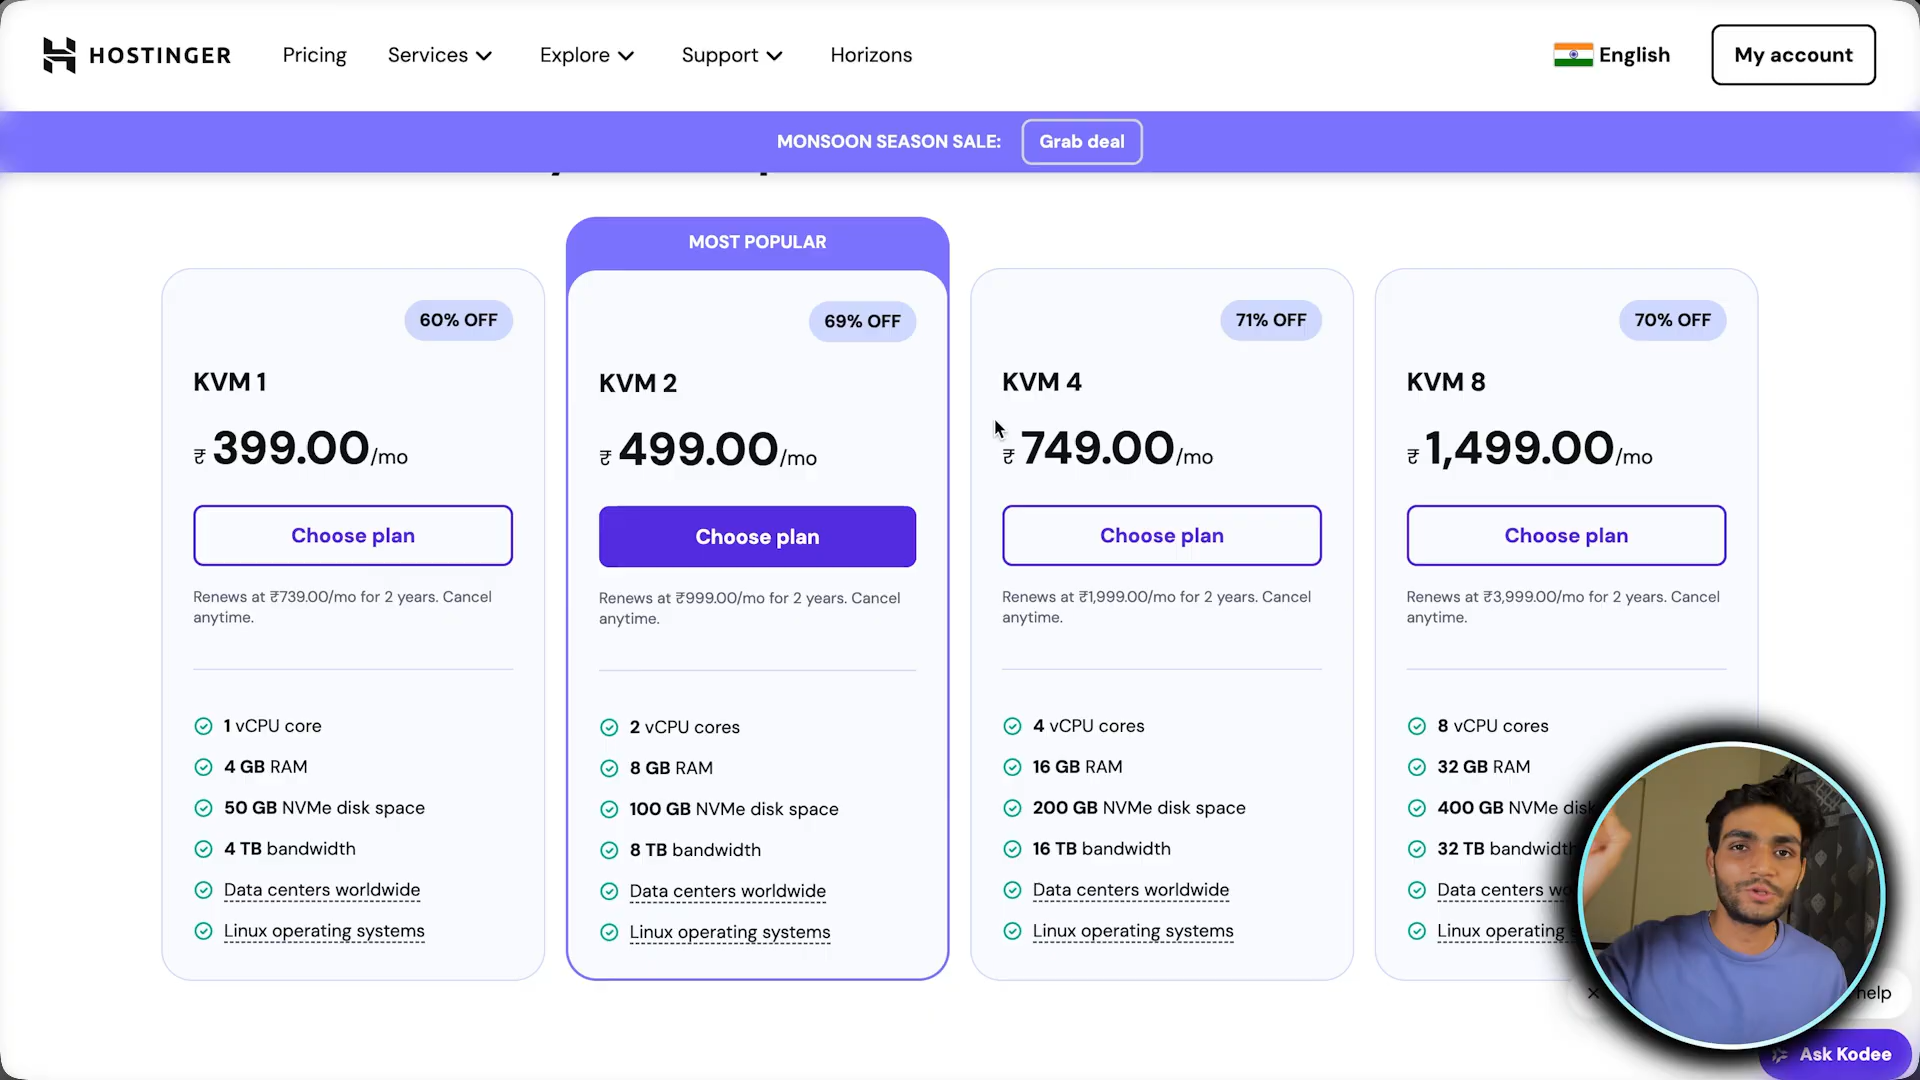 HOSTINGER
Pricing
Services
Explore
Support
Horizons
English
My account
MONSOON SEASON SALE:
Grab deal
MOST POPULAR
60% OFF
KVM 1
₹ 399.00/mo
Choose plan
Renews at ₹739.00/mo for 2 years. Cancel
anytime.
1 vCPU core
4 GB RAM
50 GB NVMe disk space
4 TB bandwidth
Data centers worldwide
Linux operating systems
69% OFF
KVM 2
₹ 499.00/mo
Choose plan
Renews at ₹999.00/mo for 2 years. Cancel
anytime.
2 vCPU cores
8 GB RAM
100 GB NVMe disk space
8 TB bandwidth
Data centers worldwide
Linux operating systems
71% OFF
KVM 4
₹ 749.00/mo
Choose plan
Renews at ₹1,999.00/mo for 2 years. Cancel
anytime.
4 vCPU cores
16 GB RAM
200 GB NVMe disk space
16 TB bandwidth
Data centers worldwide
Linux operating systems
70% OFF
KVM 8
₹ 1,499.00/mo
Choose plan
Renews at ₹3,999.00/mo for 2 years. Cancel
anytime.
8 vCPU cores
32 GB RAM
400 GB NVMe
32 TB bandwidth
Data centers
Linux operating
help
Ask Kodee